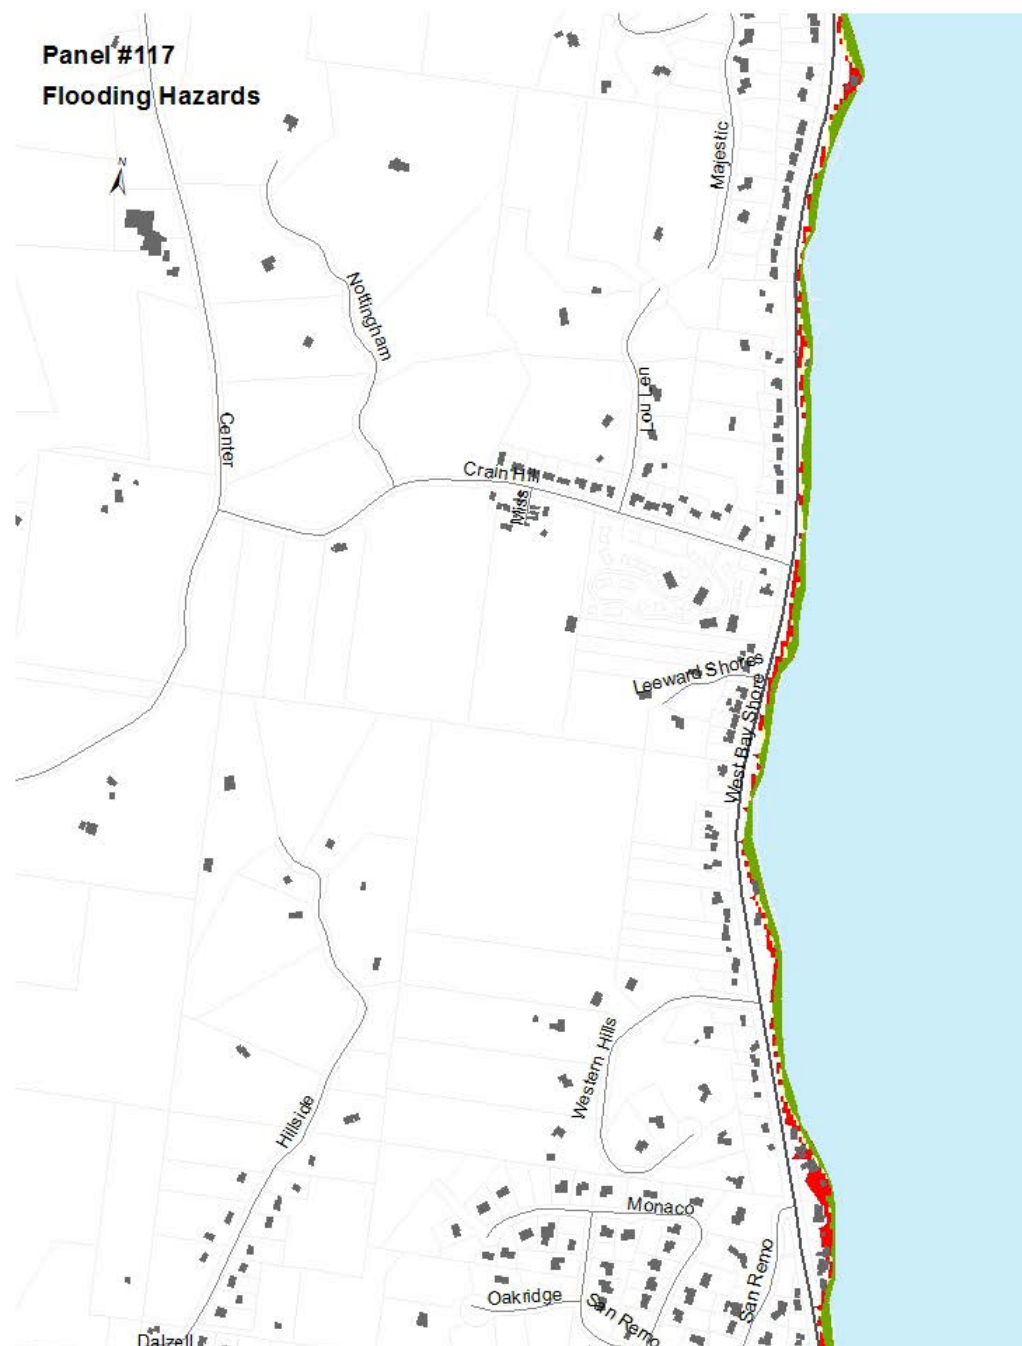 Panel #117
Flooding Hazards
N
Majestic
Nottingham
Lou Len
Center
Crain Hill
Miss
Leeward Shores
West Bay Shore
Western Hills
Hillside
Monaco
San Remo
Oakridge
San Remo
Dalzell